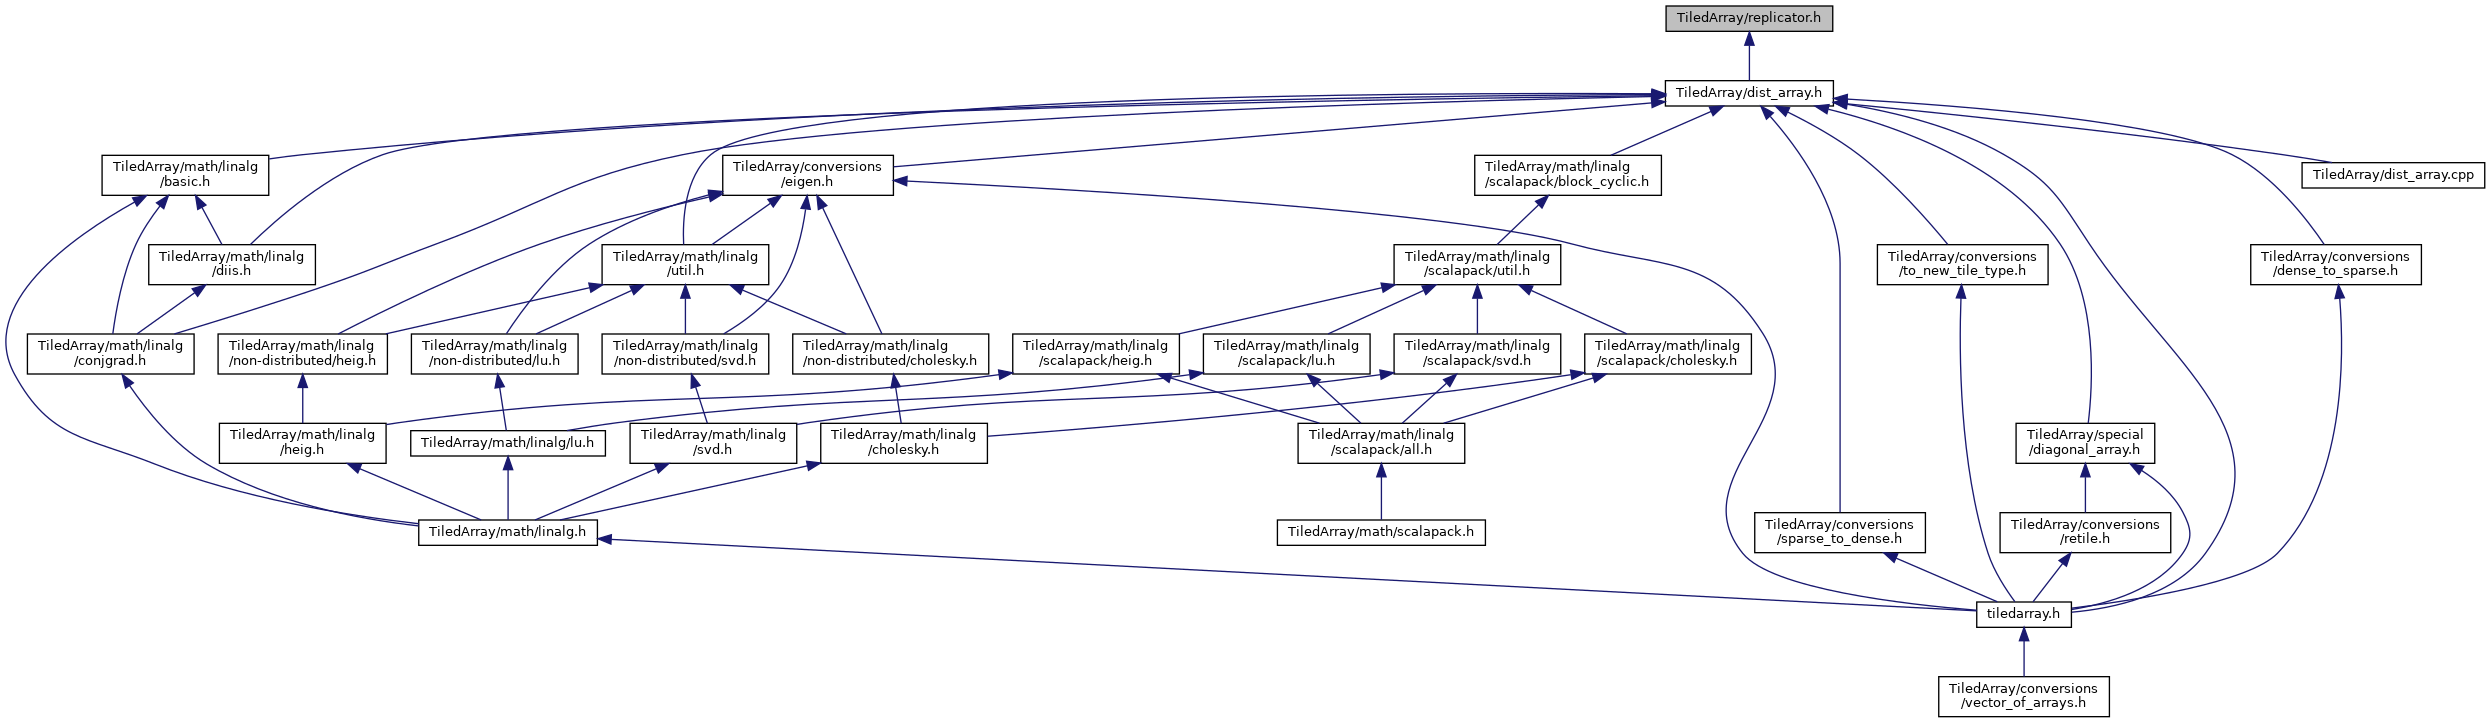 TiledArray/replicator.h
TiledArray/dist_array.h
TiledArray/math/linalg
/basic.h
TiledArray/conversions
/eigen.h
TiledArray/math/linalg
/scalapack/block_cyclic.h
TiledArray/dist_array.cpp
TiledArray/math/linalg
/diis.h
TiledArray/math/linalg
/util.h
TiledArray/math/linalg
/scalapack/util.h
TiledArray/conversions
/to_new_tile_type.h
TiledArray/conversions
/dense_to_sparse.h
TiledArray/math/linalg
/conjgrad.h
TiledArray/math/linalg
/non-distributed/heig.h
TiledArray/math/linalg
/non-distributed/lu.h
TiledArray/math/linalg
/non-distributed/svd.h
TiledArray/math/linalg
/non-distributed/cholesky.h
TiledArray/math/linalg
/scalapack/heig.h
TiledArray/math/linalg
/scalapack/lu.h
TiledArray/math/linalg
/scalapack/svd.h
TiledArray/math/linalg
/scalapack/cholesky.h
TiledArray/math/linalg
/heig.h
TiledArray/math/linalg/lu.h
TiledArray/math/linalg
/svd.h
TiledArray/math/linalg
/cholesky.h
TiledArray/math/linalg
/scalapack/all.h
TiledArray/special
/diagonal_array.h
TiledArray/math/linalg.h
TiledArray/math/scalapack.h
TiledArray/conversions
/sparse_to_dense.h
TiledArray/conversions
/retile.h
tiledarray.h
TiledArray/conversions
/vector_of_arrays.h